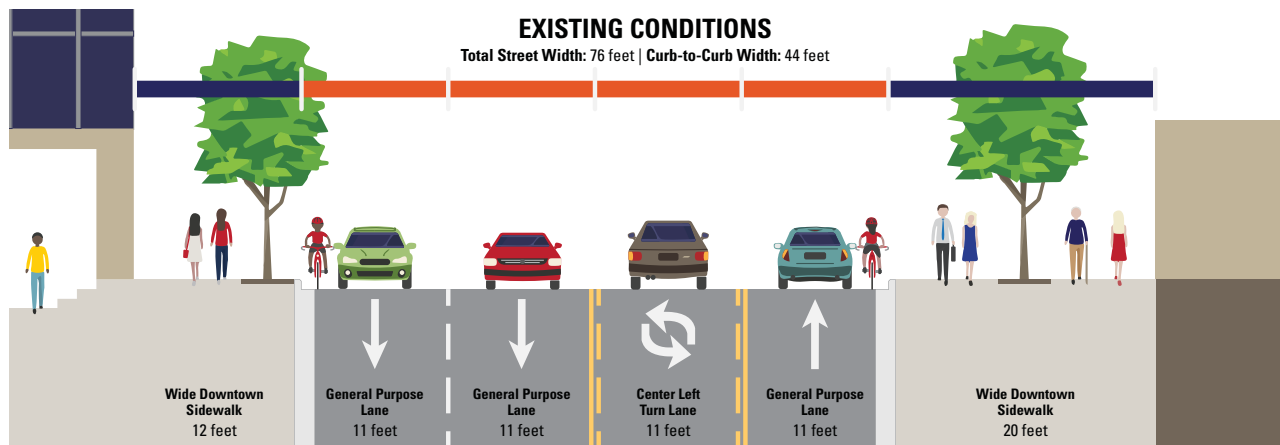 EXISTING CONDITIONS
Total Street Width: 76 feet | Curb-to-Curb Width: 44 feet
Wide Downtown
Sidewalk
12 feet
General Purpose
Lane
11 feet
General Purpose
Lane
11 feet
Center Left
Turn Lane
11 feet
General Purpose
Lane
11 feet
Wide Downtown
Sidewalk
20 feet